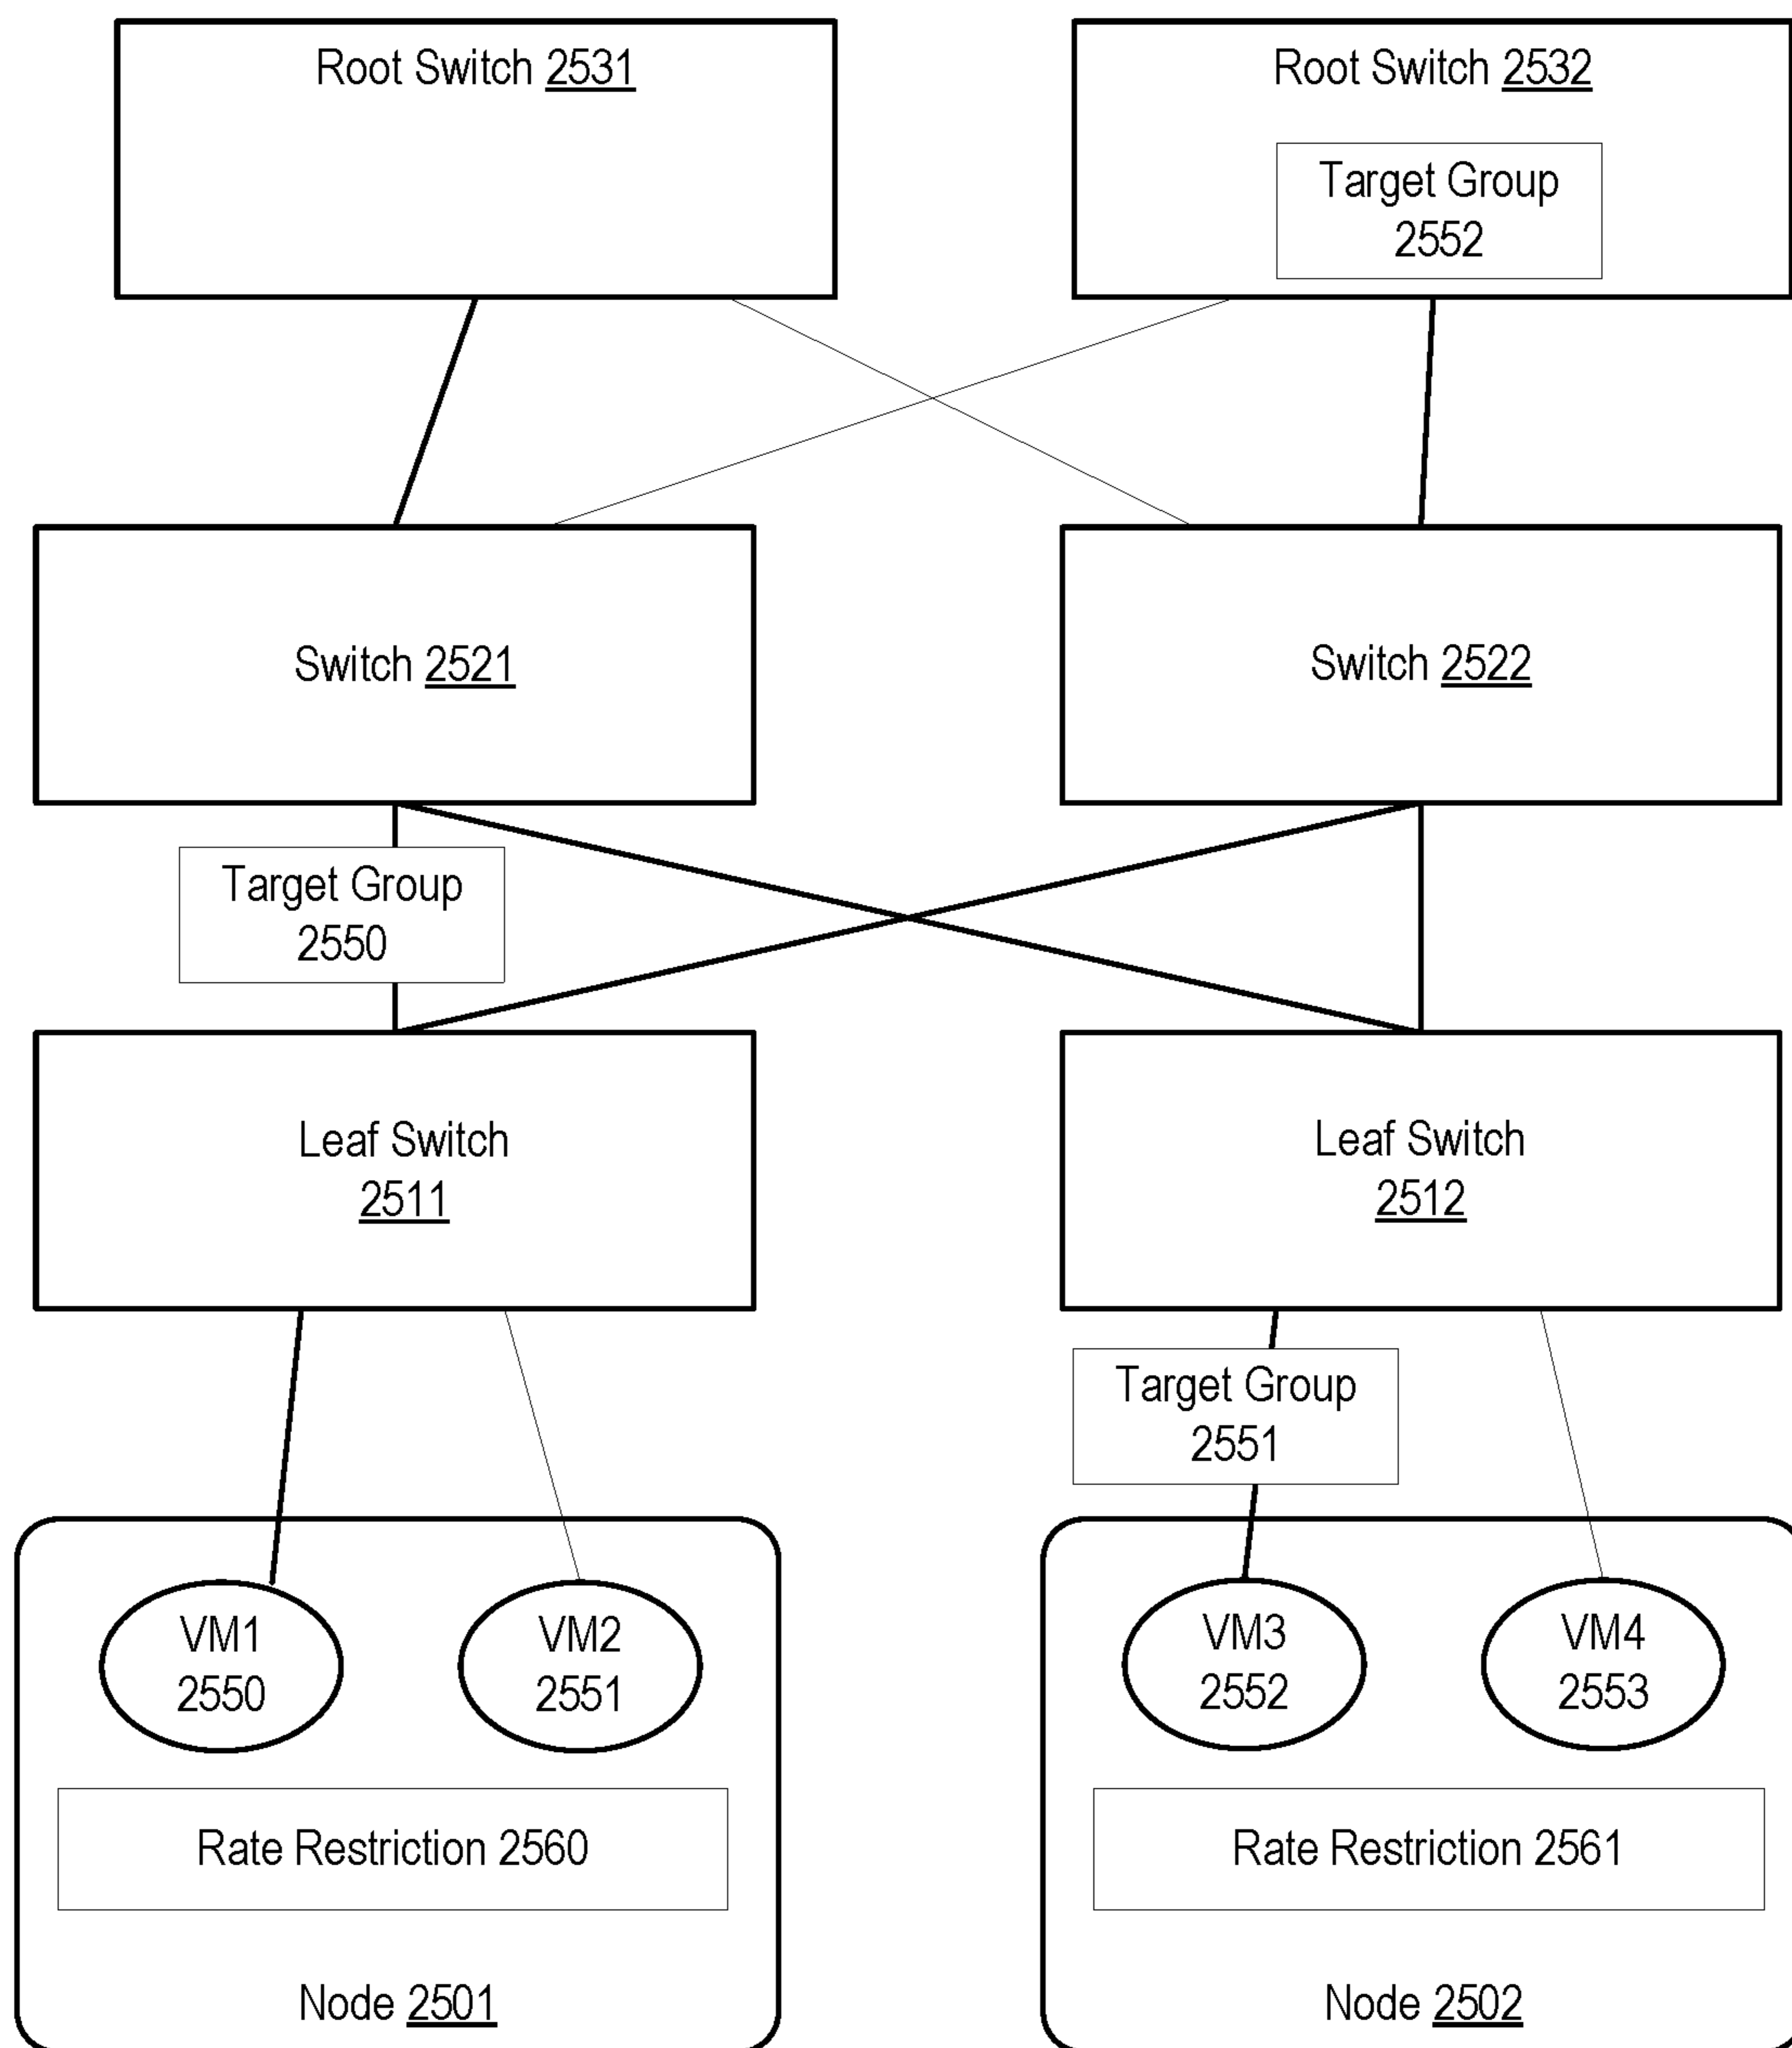 Root Switch 2531
Root Switch 2532
Target Group
2552
Switch 2521
Switch 2522
Target Group
2550
Leaf Switch
2511
Leaf Switch
2512
Target Group
2551
VM1
2550
VM2
2551
VM3
2552
VM4
2553
Rate Restriction 2560
Rate Restriction 2561
Node 2501
Node 2502